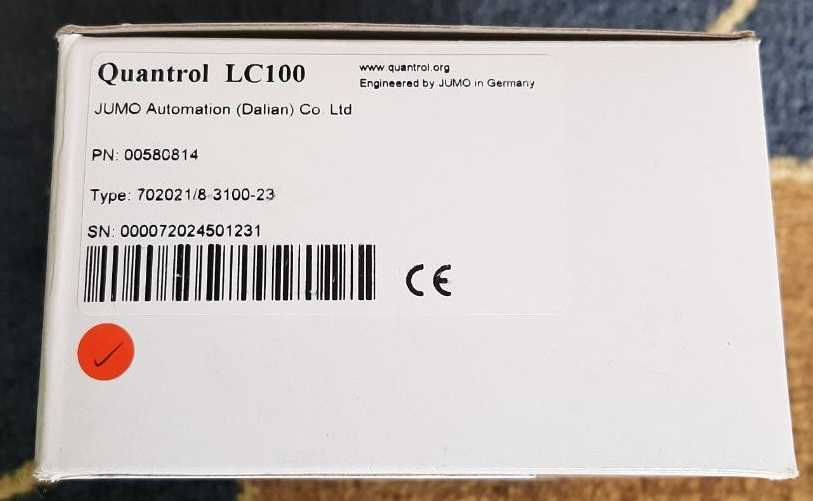 Quantrol LC100
www.quantrol.org
Engineered by JUMO in Germany
JUMO Automation (Dalian) Co. Ltd
PN: 00580814
Type: 702021/8-3100-23
SN: 000072024501231
CE